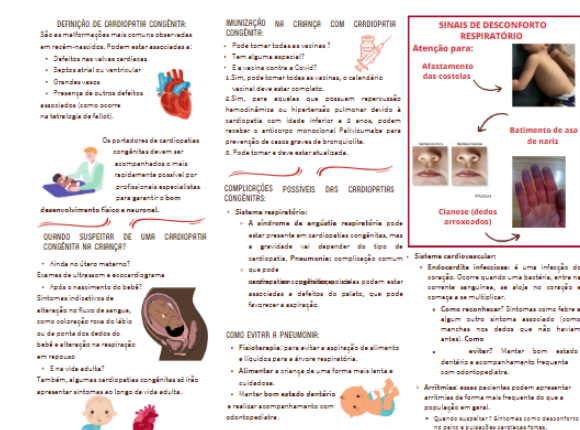 DEFINIÇÃO DE CARDIOPATIA CONGÊNITA:
São as malformações mais comuns observadas
em recém-nascidos. Podem estar associadas a:
• Defeitos nas valvas cardíacas
• Septos atrial ou ventricular
• Grandes vasos
• Presença de outros defeitos
associados (como ocorre
na tetralogia de fallot).
Os portadores de cardiopatias
congênitas devem ser
acompanhados o mais
rapidamente possível por
profissionais especialistas
para garantir o bom
desenvolvimento físico e neuronal.
QUANDO SUSPEITAR DE UMA CARDIOPATIA
CONGÊNITA NA CRIANÇA?
• Ainda no útero materno?
Exames de ultrassom e ecocardiograma
• Após o nascimento do bebê?
Sintomas indicativos de
alteração no fluxo de sangue,
como coloração roxa do lábio
ou da ponta dos dedos do
bebê e alteração na respiração
em repouso
• E na vida adulta?
Também, algumas cardiopatias congênitas só irão
apresentar sintomas ao longo da vida adulta.
IMUNIZAÇÃO NA CRIANÇA COM CARDIOPATIA
CONGÊNITA:
• Pode tomar todas as vacinas ?
• Tem alguma especial?
• E a vacina contra a Covid?
1.Sim, pode tomar todas as vacinas, o calendário
vacinal deve estar completo.
2.Sim, para aquelas que possuem repercussão
hemodinâmica ou hipertensão pulmonar devido à
cardiopatia com idade inferior a 2 anos, podem
receber o anticorpo monoclonal Palivizumabe para
prevenção de casos graves de bronquiolite.
3. Pode tomar e deve estar atualizada.
COMPLICAÇÕES POSSÍVEIS DAS CARDIOPATIAS
CONGÊNITAS:
• Sistema respiratório:
◦ A síndrome de angústia respiratória pode
estar presente em cardiopatias congênitas, mas
a gravidade vai depender do tipo de
cardiopatia. Pneumonia: complicação comum
◦ que pode
podem estar
associadas a defeitos do palato, que pode
favorecer a aspiração.
COMO EVITAR A PNEUMONIA:
• Fisioterapia: para evitar a aspiração de alimento
e líquidos para a árvore respiratória.
• Alimentar a criança de uma forma mais lenta e
cuidadosa.
• Manter bom estado dentário
e realizar acompanhamento com
odontopediatra.
SINAIS DE DESCONFORTO
RESPIRATÓRIO
Atenção para:
Afastamento
das costelas
Batimento de asa
de nariz
Cianose (dedos
arroxeados)
Sistema cardiovascular:
• Endocardite infecciosa: é uma infecção do
coração. Ocorre quando uma bactéria, entra na
corrente sanguínea, se aloja no coração e
começa a se multiplicar.
◦ Como reconhecer? Sintomas como febre e
algum outro sintoma associado (como
manchas nos dedos que não haviam
antes). Como
◦ evitar? Manter bom estado
dentário e acompanhamento frequente
com odontopediatra.
◦ Arritmias: esses pacientes podem apresentar
arritmias de forma mais frequente do que a
população em geral.
▪ Quando suspeitar? Sintomas como desconforto
no peito e pulsações cardíacas fortes.